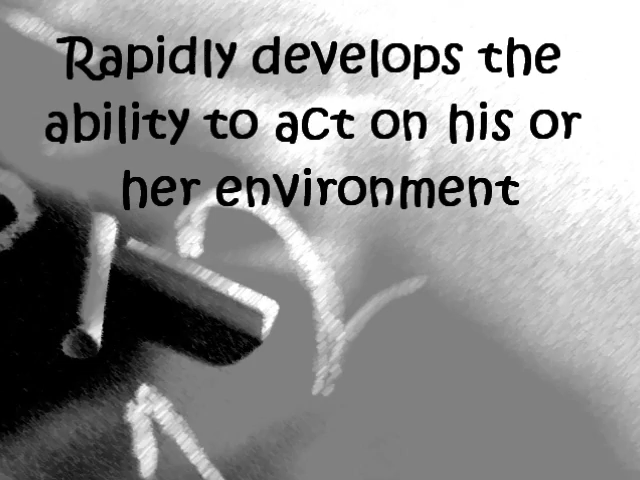 Rapidly develops the
ability to act on his or
her environment